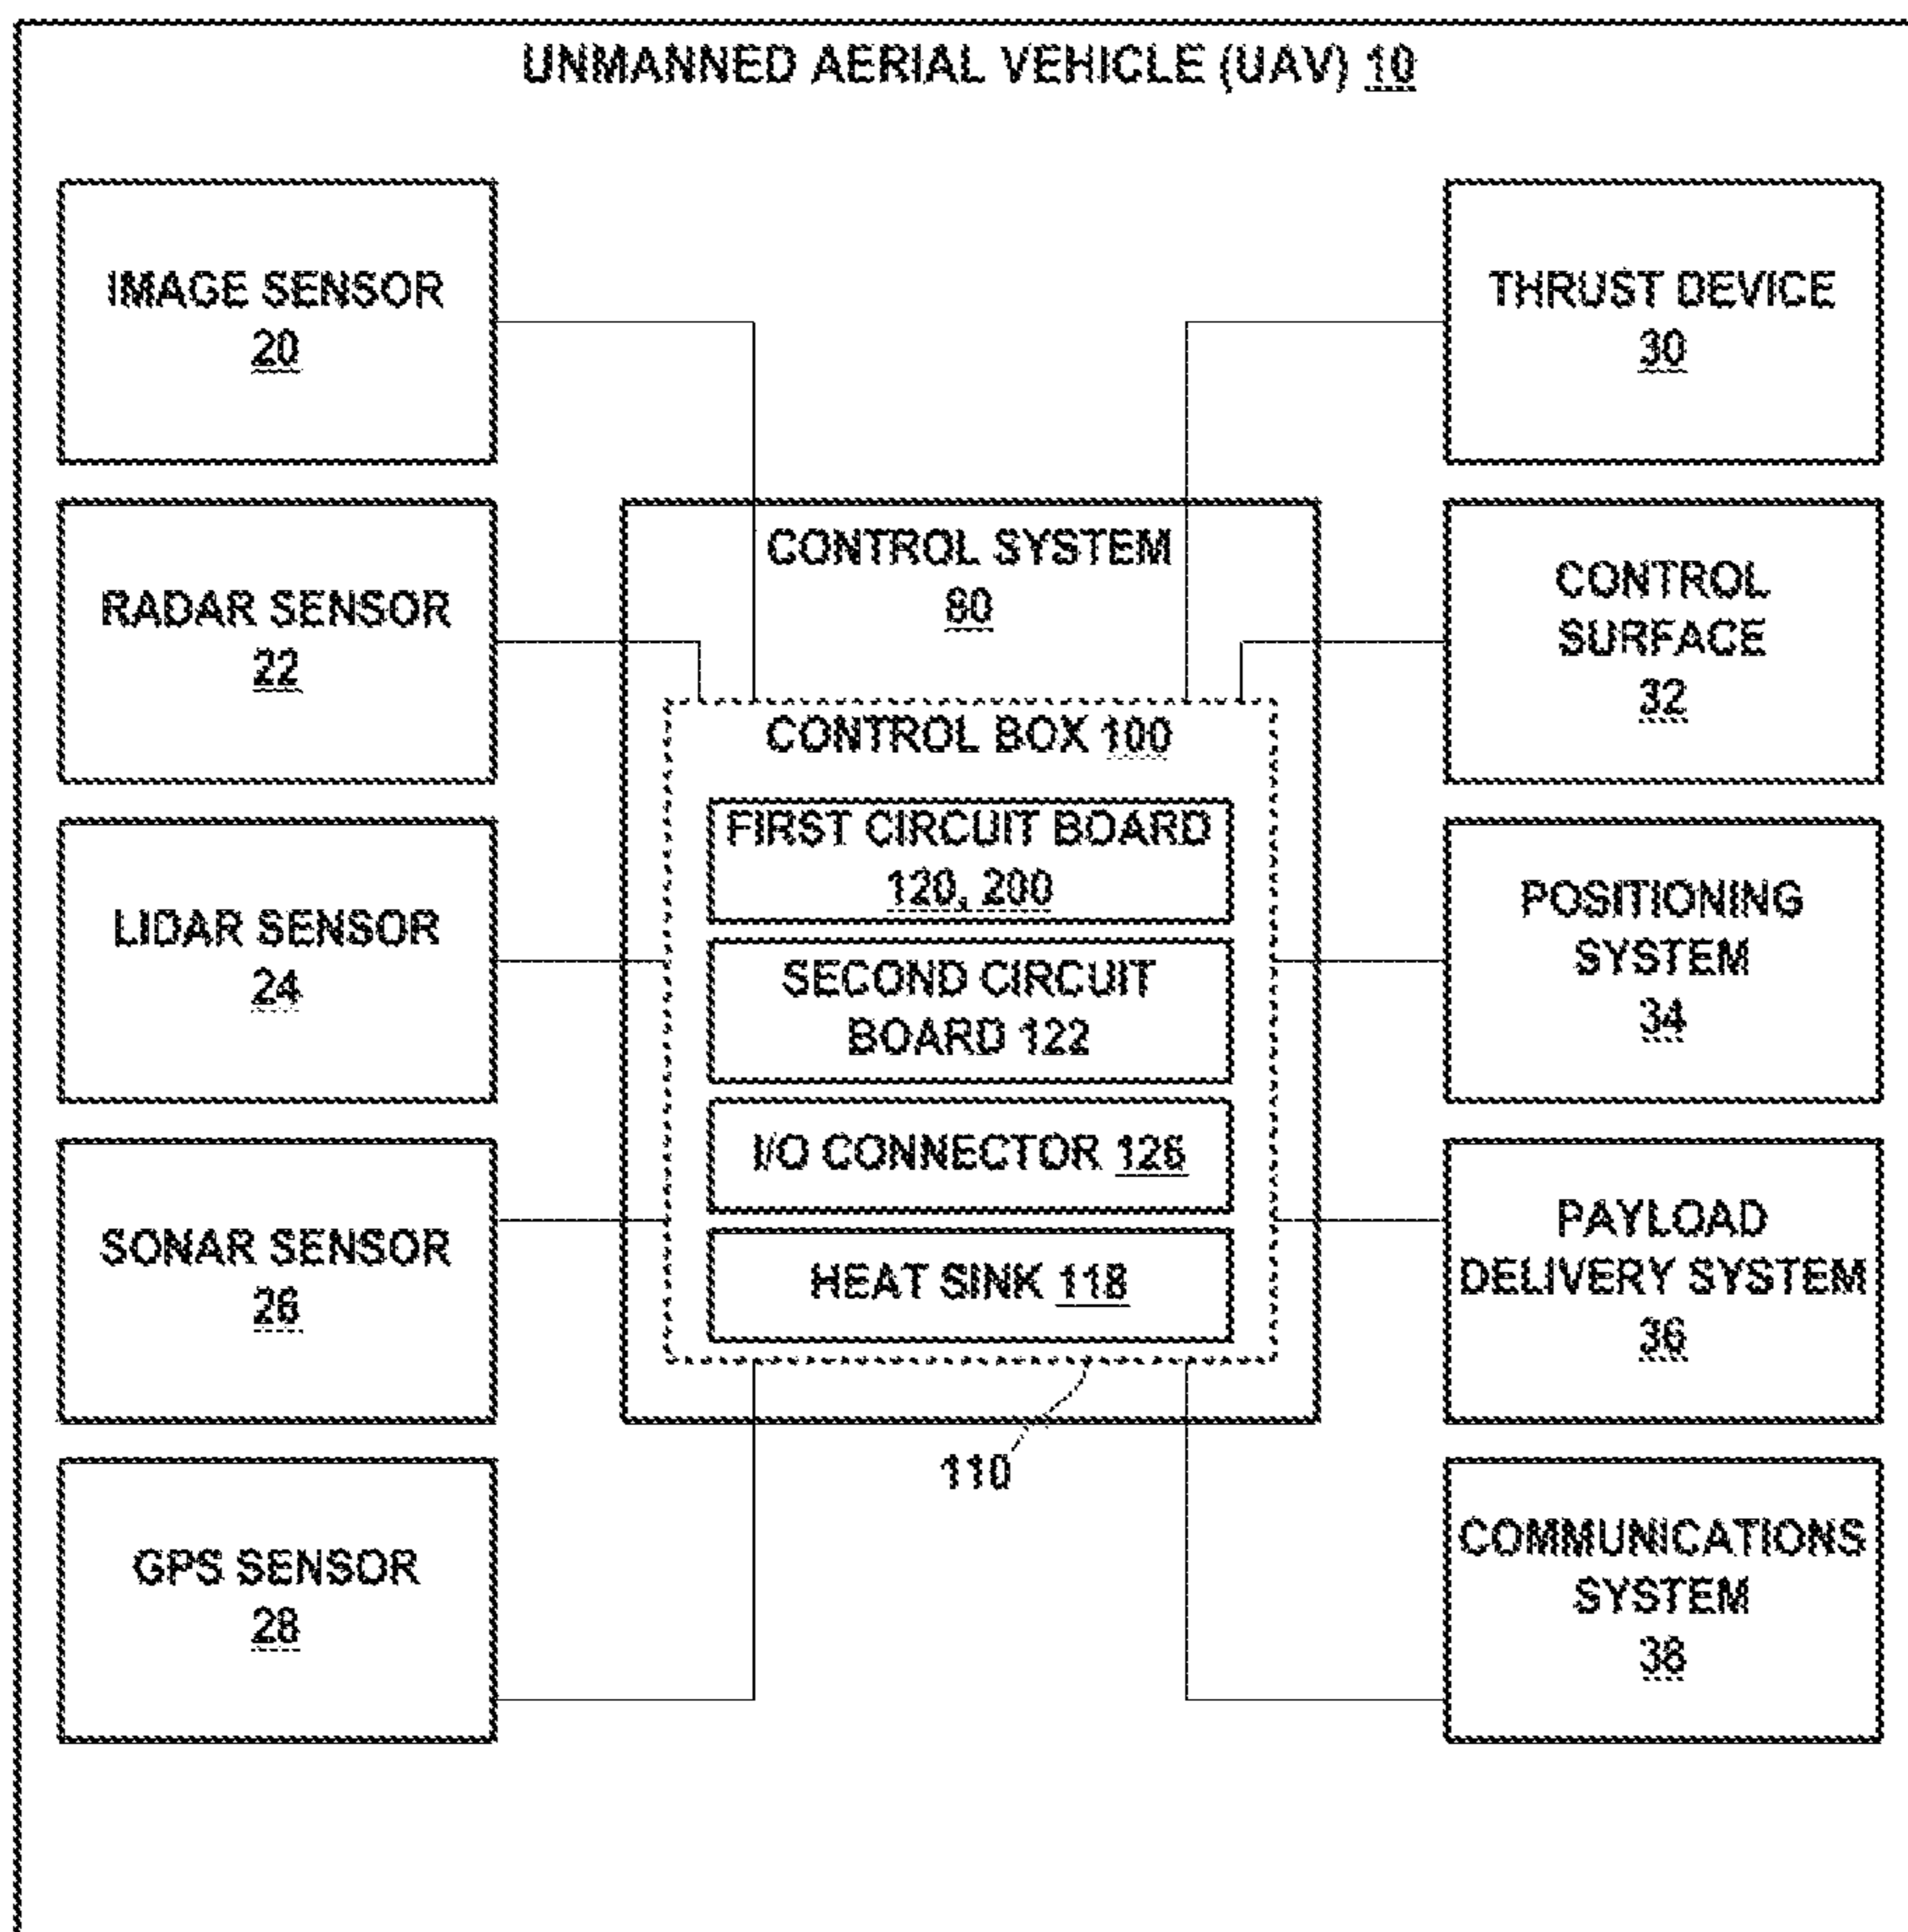 UNMANNED AERIAL VEHICLE (UAV) 10
IMAGE SENSOR
20
RADAR SENSOR
22
LIDAR SENSOR
24
SONAR SENSOR
26
GPS SENSOR
28
CONTROL SYSTEM
80
CONTROL BOX 100
FIRST CIRCUIT BOARD
120, 200
SECOND CIRCUIT
BOARD 122
I/O CONNECTOR 126
HEAT SINK 118
110
THRUST DEVICE
30
CONTROL
SURFACE
32
POSITIONING
SYSTEM
34
PAYLOAD
DELIVERY SYSTEM
36
COMMUNICATIONS
SYSTEM
38